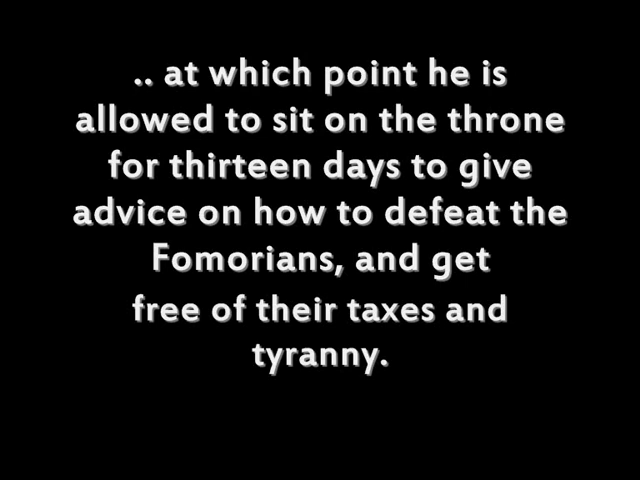 .. at which point he is
allowed to sit on the throne
for thirteen days to give
advice on how to defeat the
Fomorians, and get
free of their taxes and
tyranny.